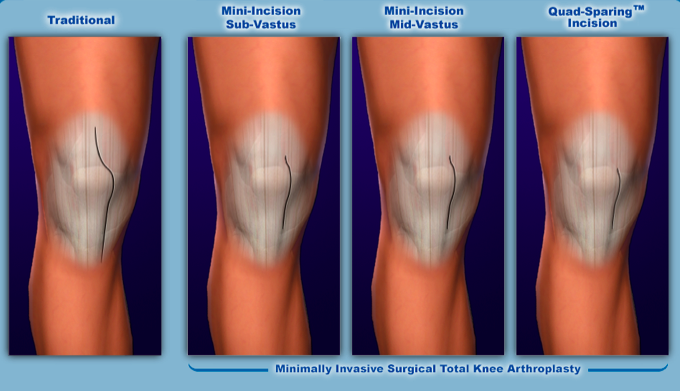 Traditional
Mini-Incision
Sub-Vastus
Mini-Incision
Mid-Vastus
Quad-Sparing™
Incision
Minimally Invasive Surgical Total Knee Arthroplasty